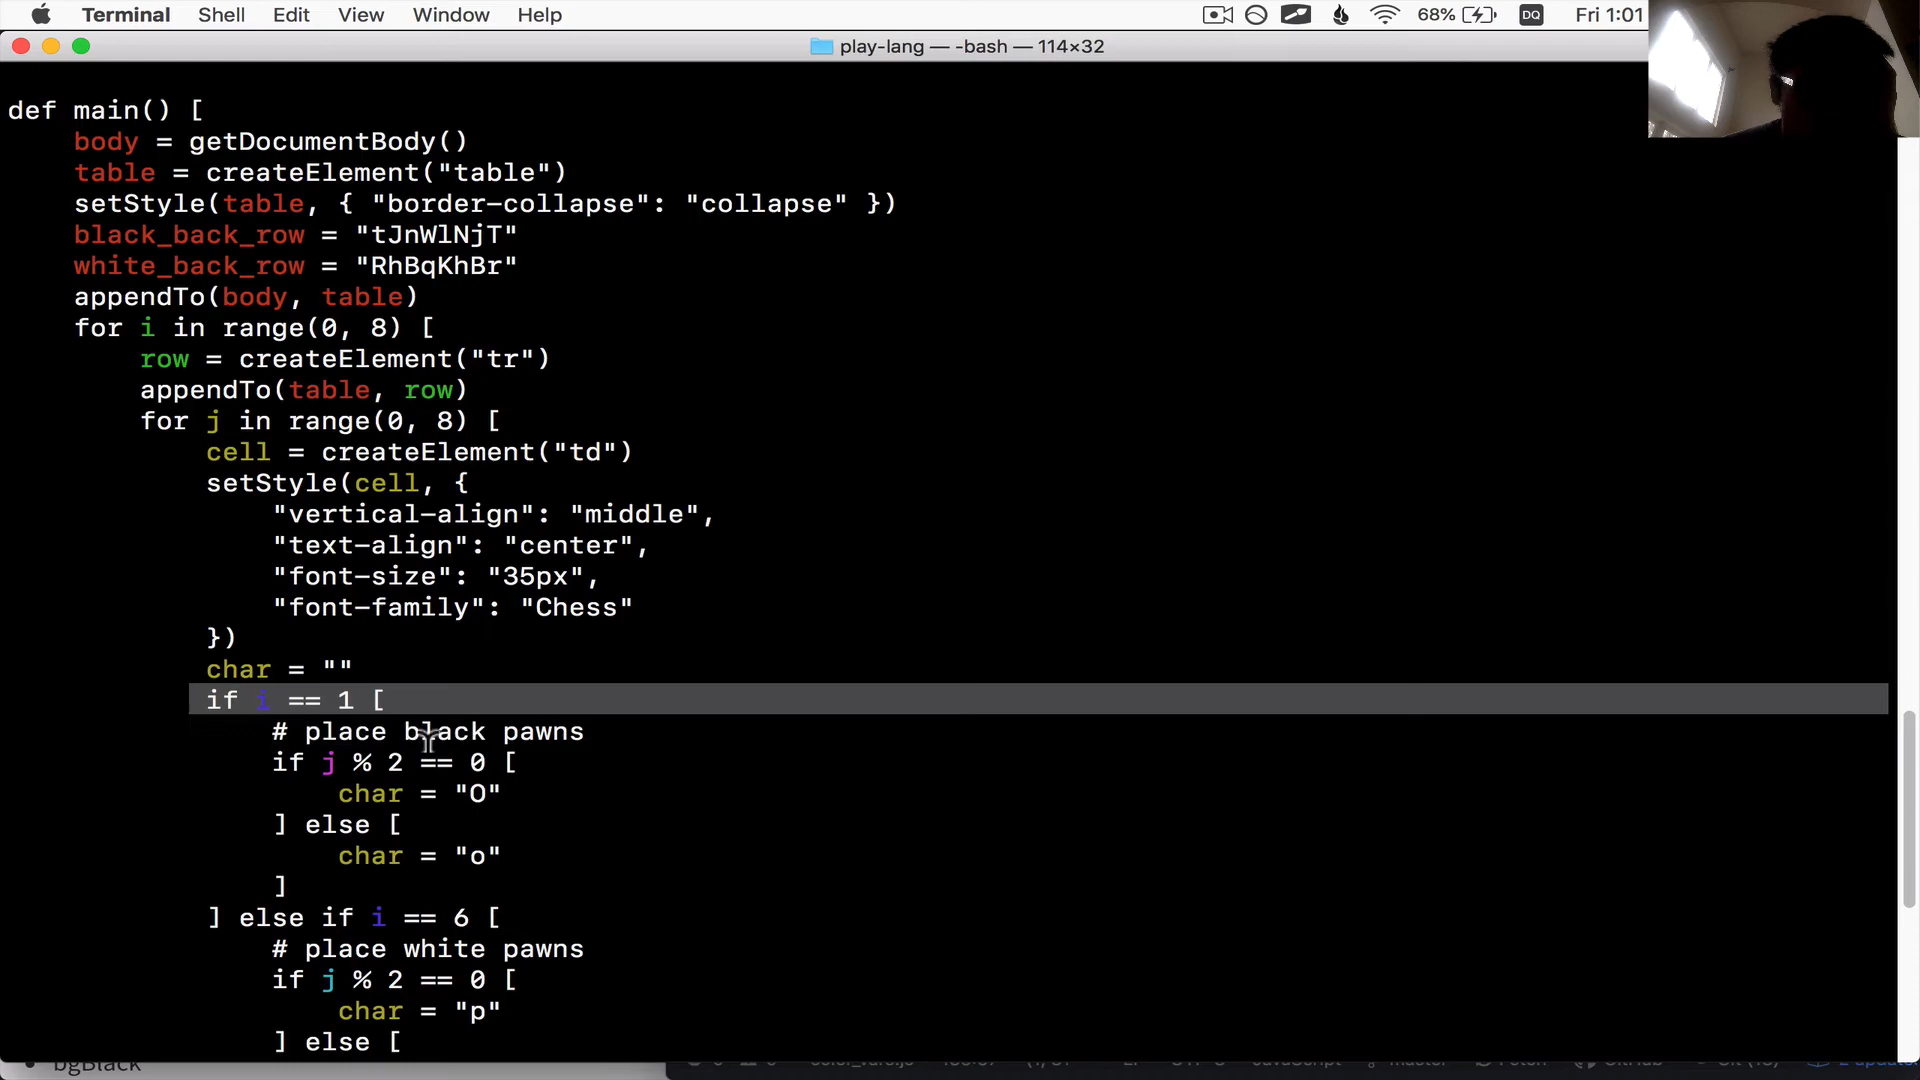 Terminal Shell Edit View Window Help 68% DQ Fri 1:01
play-lang — -bash — 114×32
def main() [
body = getDocumentBody()
table = createElement("table")
setStyle(table, { "border-collapse": "collapse" })
black_back_row = "tJnWlNjT"
white_back_row = "RhBqKhBr"
appendTo(body, table)
for i in range(0, 8) [
row = createElement("tr")
appendTo(table, row)
for j in range(0, 8) [
cell = createElement("td")
setStyle(cell, {
"vertical-align": "middle",
"text-align": "center",
"font-size": "35px",
"font-family": "Chess"
})
char = ""
if i == 1 [
# place black pawns
if j % 2 == 0 [
char = "O"
] else [
char = "o"
]
] else if i == 6 [
# place white pawns
if j % 2 == 0 [
char = "p"
] else [
bgBlack